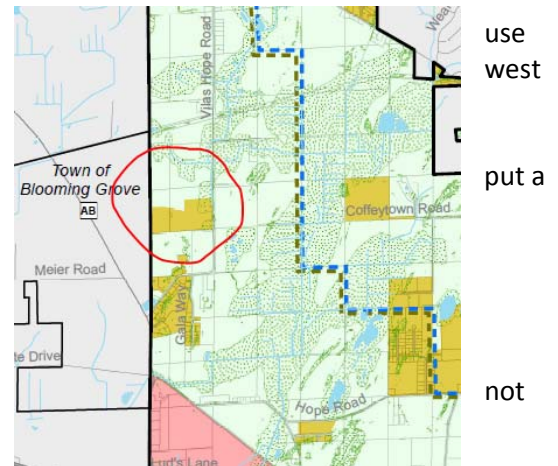 use
west
Vilas Hope Road
Town of
Blooming Grove
AB
put a
Coffeytown Road
Meier Road
Gala Way
te Drive
Hope Road
not
Lud's Lane